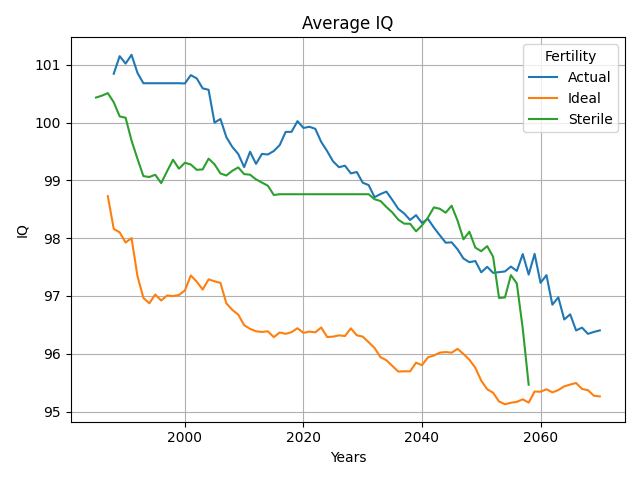 Average IQ
Fertility
Actual
Ideal
Sterile
101
100
99
98
97
96
95
IQ
2000 2020 2040 2060
Years